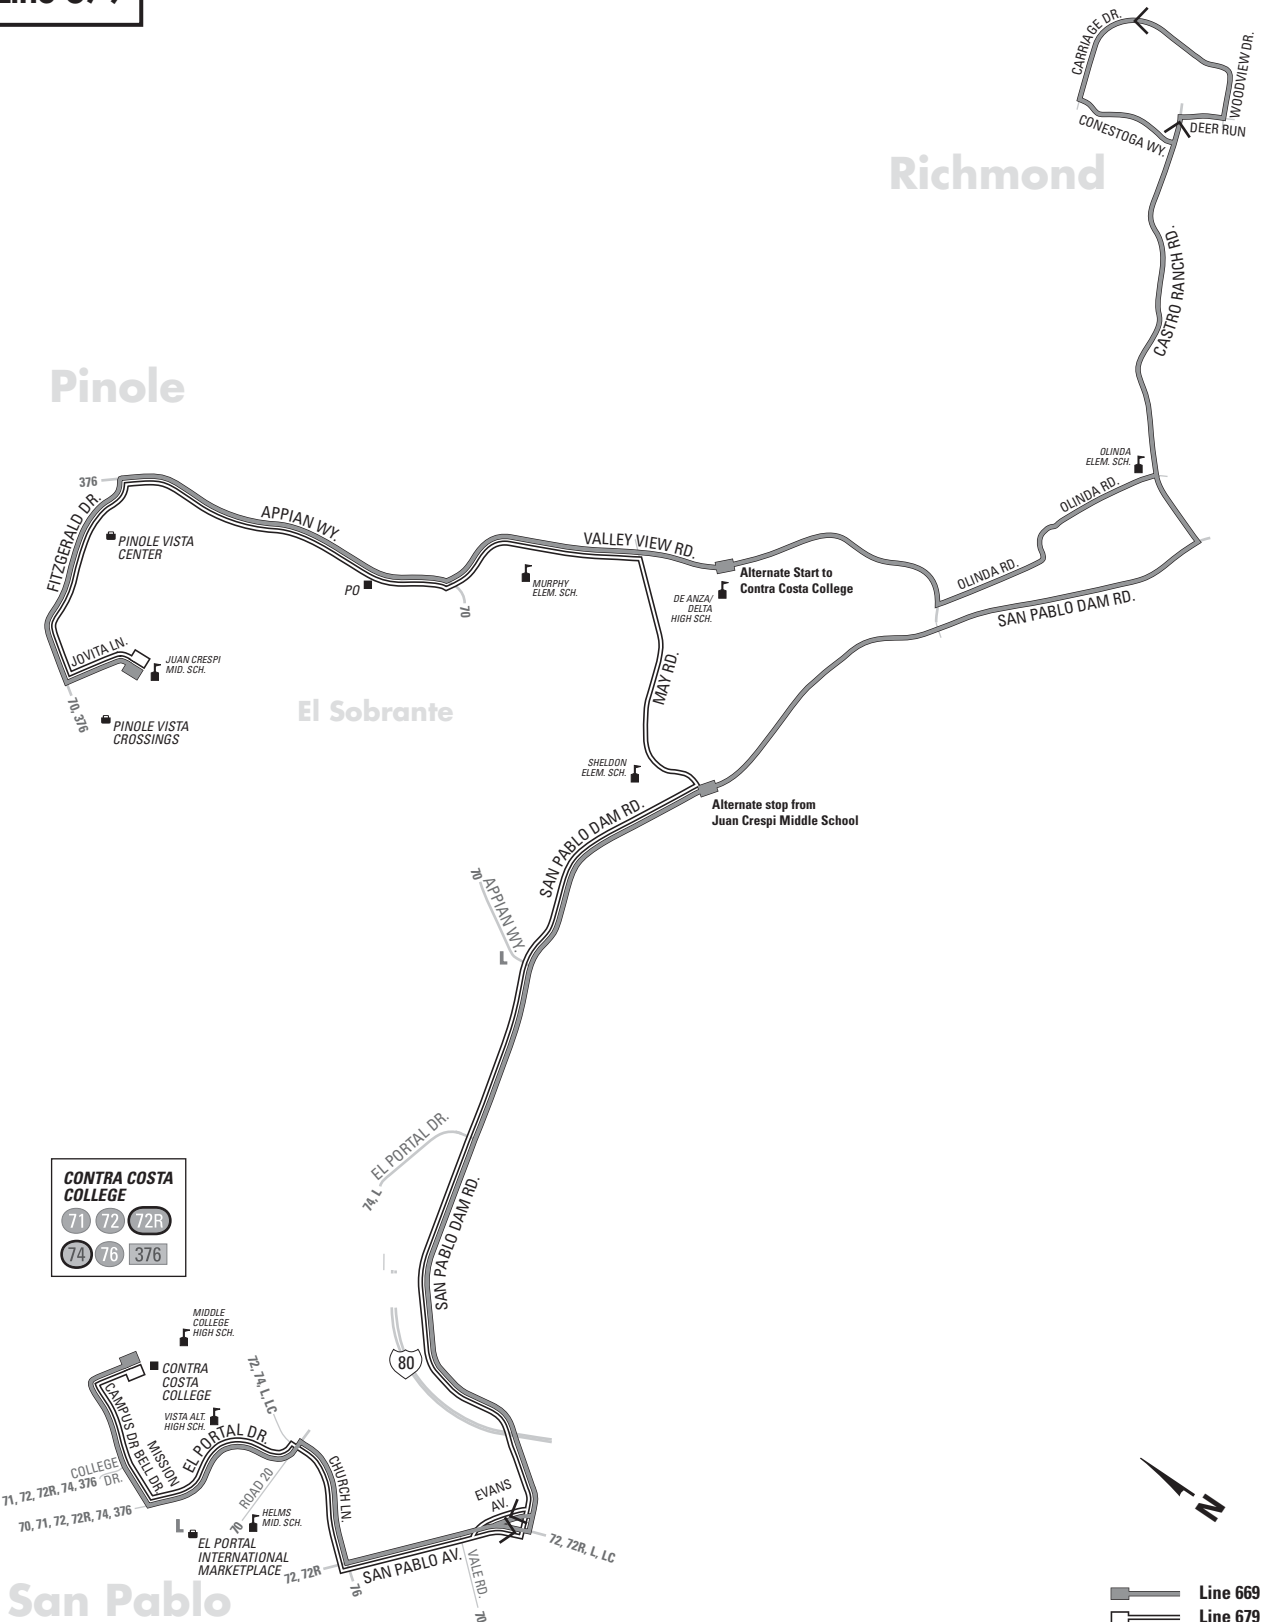 CARRIAGE DR.
WOODVIEW DR.
CONESTOGA WY.
DEER RUN
Richmond
CASTRO RANCH RD.
Pinole
OLINDA
ELEM. SCH.
376
OLINDA RD.
FITZGERALD DR.
APPIAN WY.
PINOLE VISTA
CENTER
VALLEY VIEW RD.
Alternate Start to
Contra Costa College
OLINDA RD.
PO
MURPHY
ELEM. SCH.
70
DE ANZA/
DELTA
HIGH SCH.
SAN PABLO DAM RD.
JOVITA LN.
JUAN CRESPI
MID. SCH.
MAY RD.
70, 376
PINOLE VISTA
CROSSINGS
El Sobrante
SHELDON
ELEM. SCH.
Alternate stop from
Juan Crespi Middle School
SAN PABLO DAM RD.
70
APPIAN WY.
L
EL PORTAL DR.
74, L
SAN PABLO DAM RD.
CONTRA COSTA
COLLEGE
71 72 72R
74 76 376
MIDDLE
COLLEGE
HIGH SCH.
80
CONTRA
COSTA
COLLEGE
72, 74, L, LC
CAMPUS DR
VISTA ALT.
HIGH SCH.
EL PORTAL DR
MISSION
BELL DR.
COLLEGE
DR.
71, 72, 72R, 74, 376
70, 71, 72, 72R, 74, 376
ROAD 20
70
CHURCH LN.
EVANS
AV.
HELMS
MID. SCH.
L
EL PORTAL
INTERNATIONAL
MARKETPLACE
72, 72R
76
SAN PABLO AV.
VALE RD.
70
72, 72R, L, LC
N
San Pablo
Line 669
Line 679